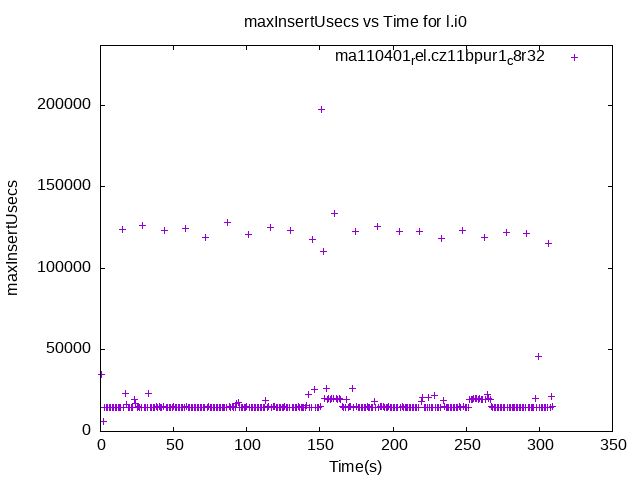 maxInsertUsecs vs Time for l.i0
ma110401rel.cz11bpur1c8r32
200000
150000
100000
50000
0
maxInsertUsecs
0 50 100 150 200 250 300 350
Time(s)